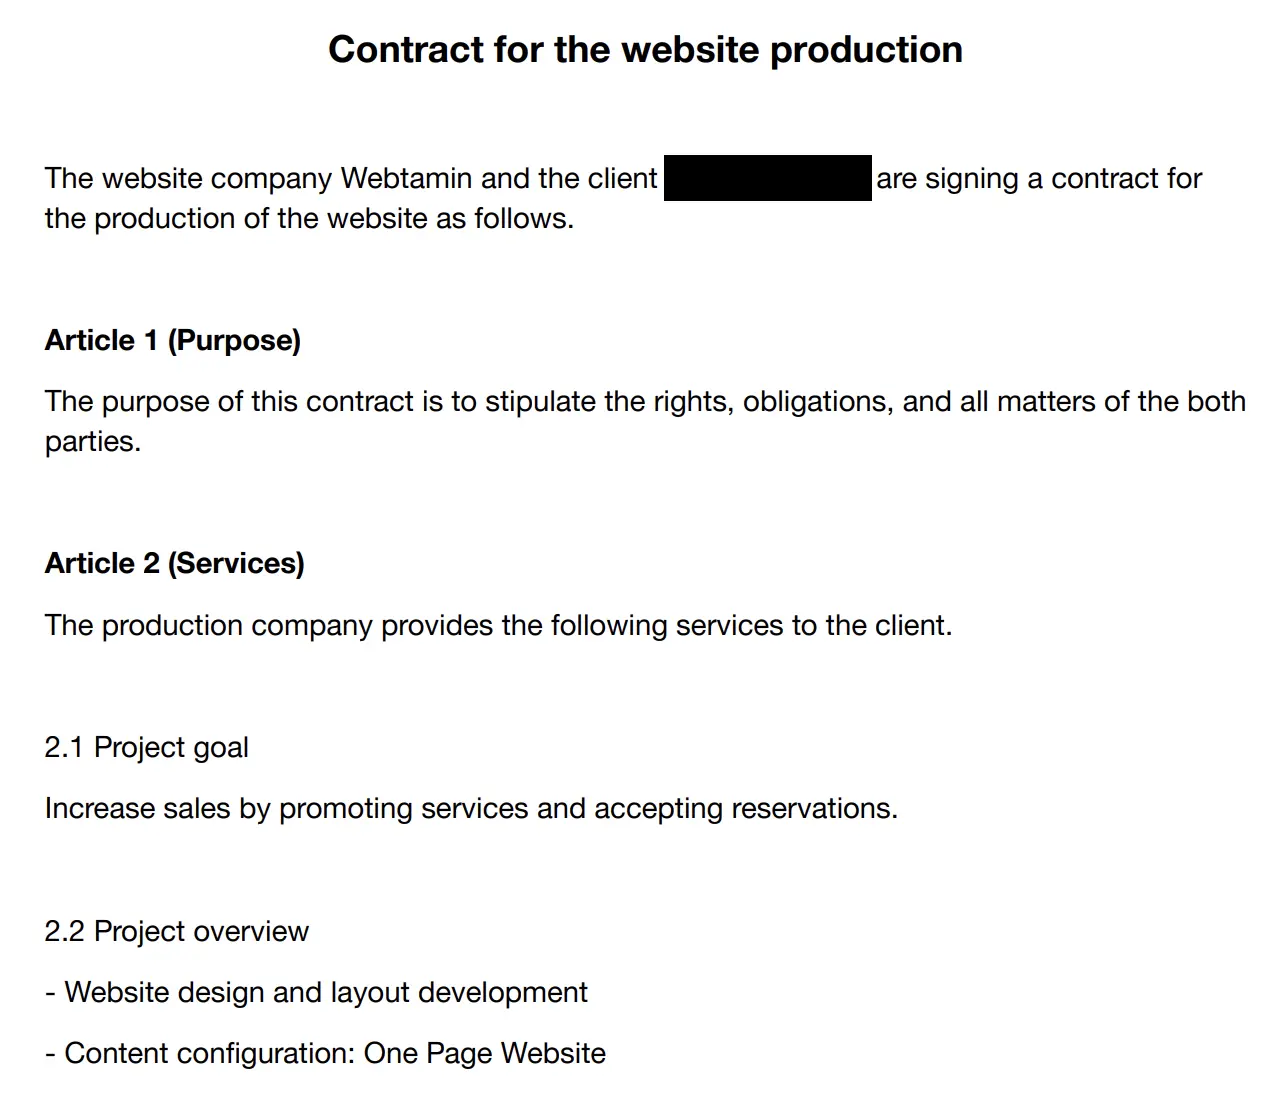 Contract for the website production
The website company Webtamin and the client are signing a contract for
the production of the website as follows.
Article 1 (Purpose)
The purpose of this contract is to stipulate the rights, obligations, and all matters of the both
parties.
Article 2 (Services)
The production company provides the following services to the client.
2.1 Project goal
Increase sales by promoting services and accepting reservations.
2.2 Project overview
- Website design and layout development
- Content configuration: One Page Website